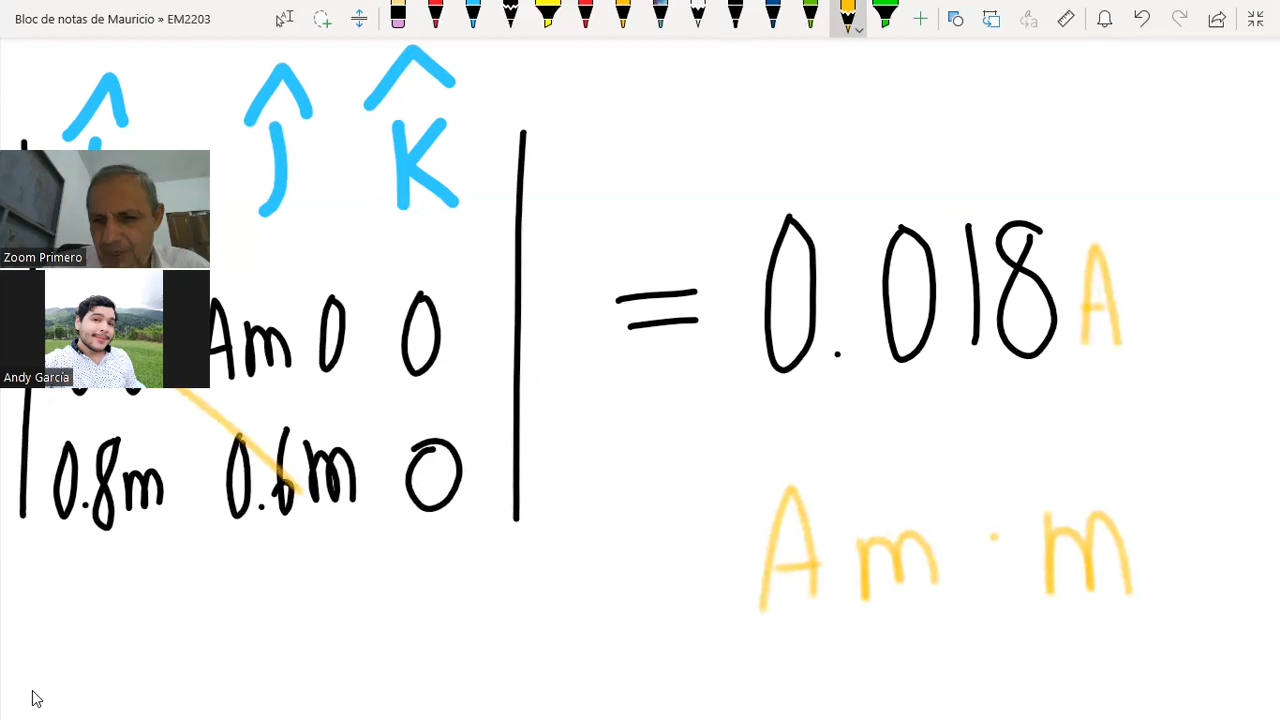 Bloc de notas de Mauricio » EM2203
J K
Zoom Primero
= 0.018 A
Am 0 0
Andy García
0.8m 0.6m 0
Am · m